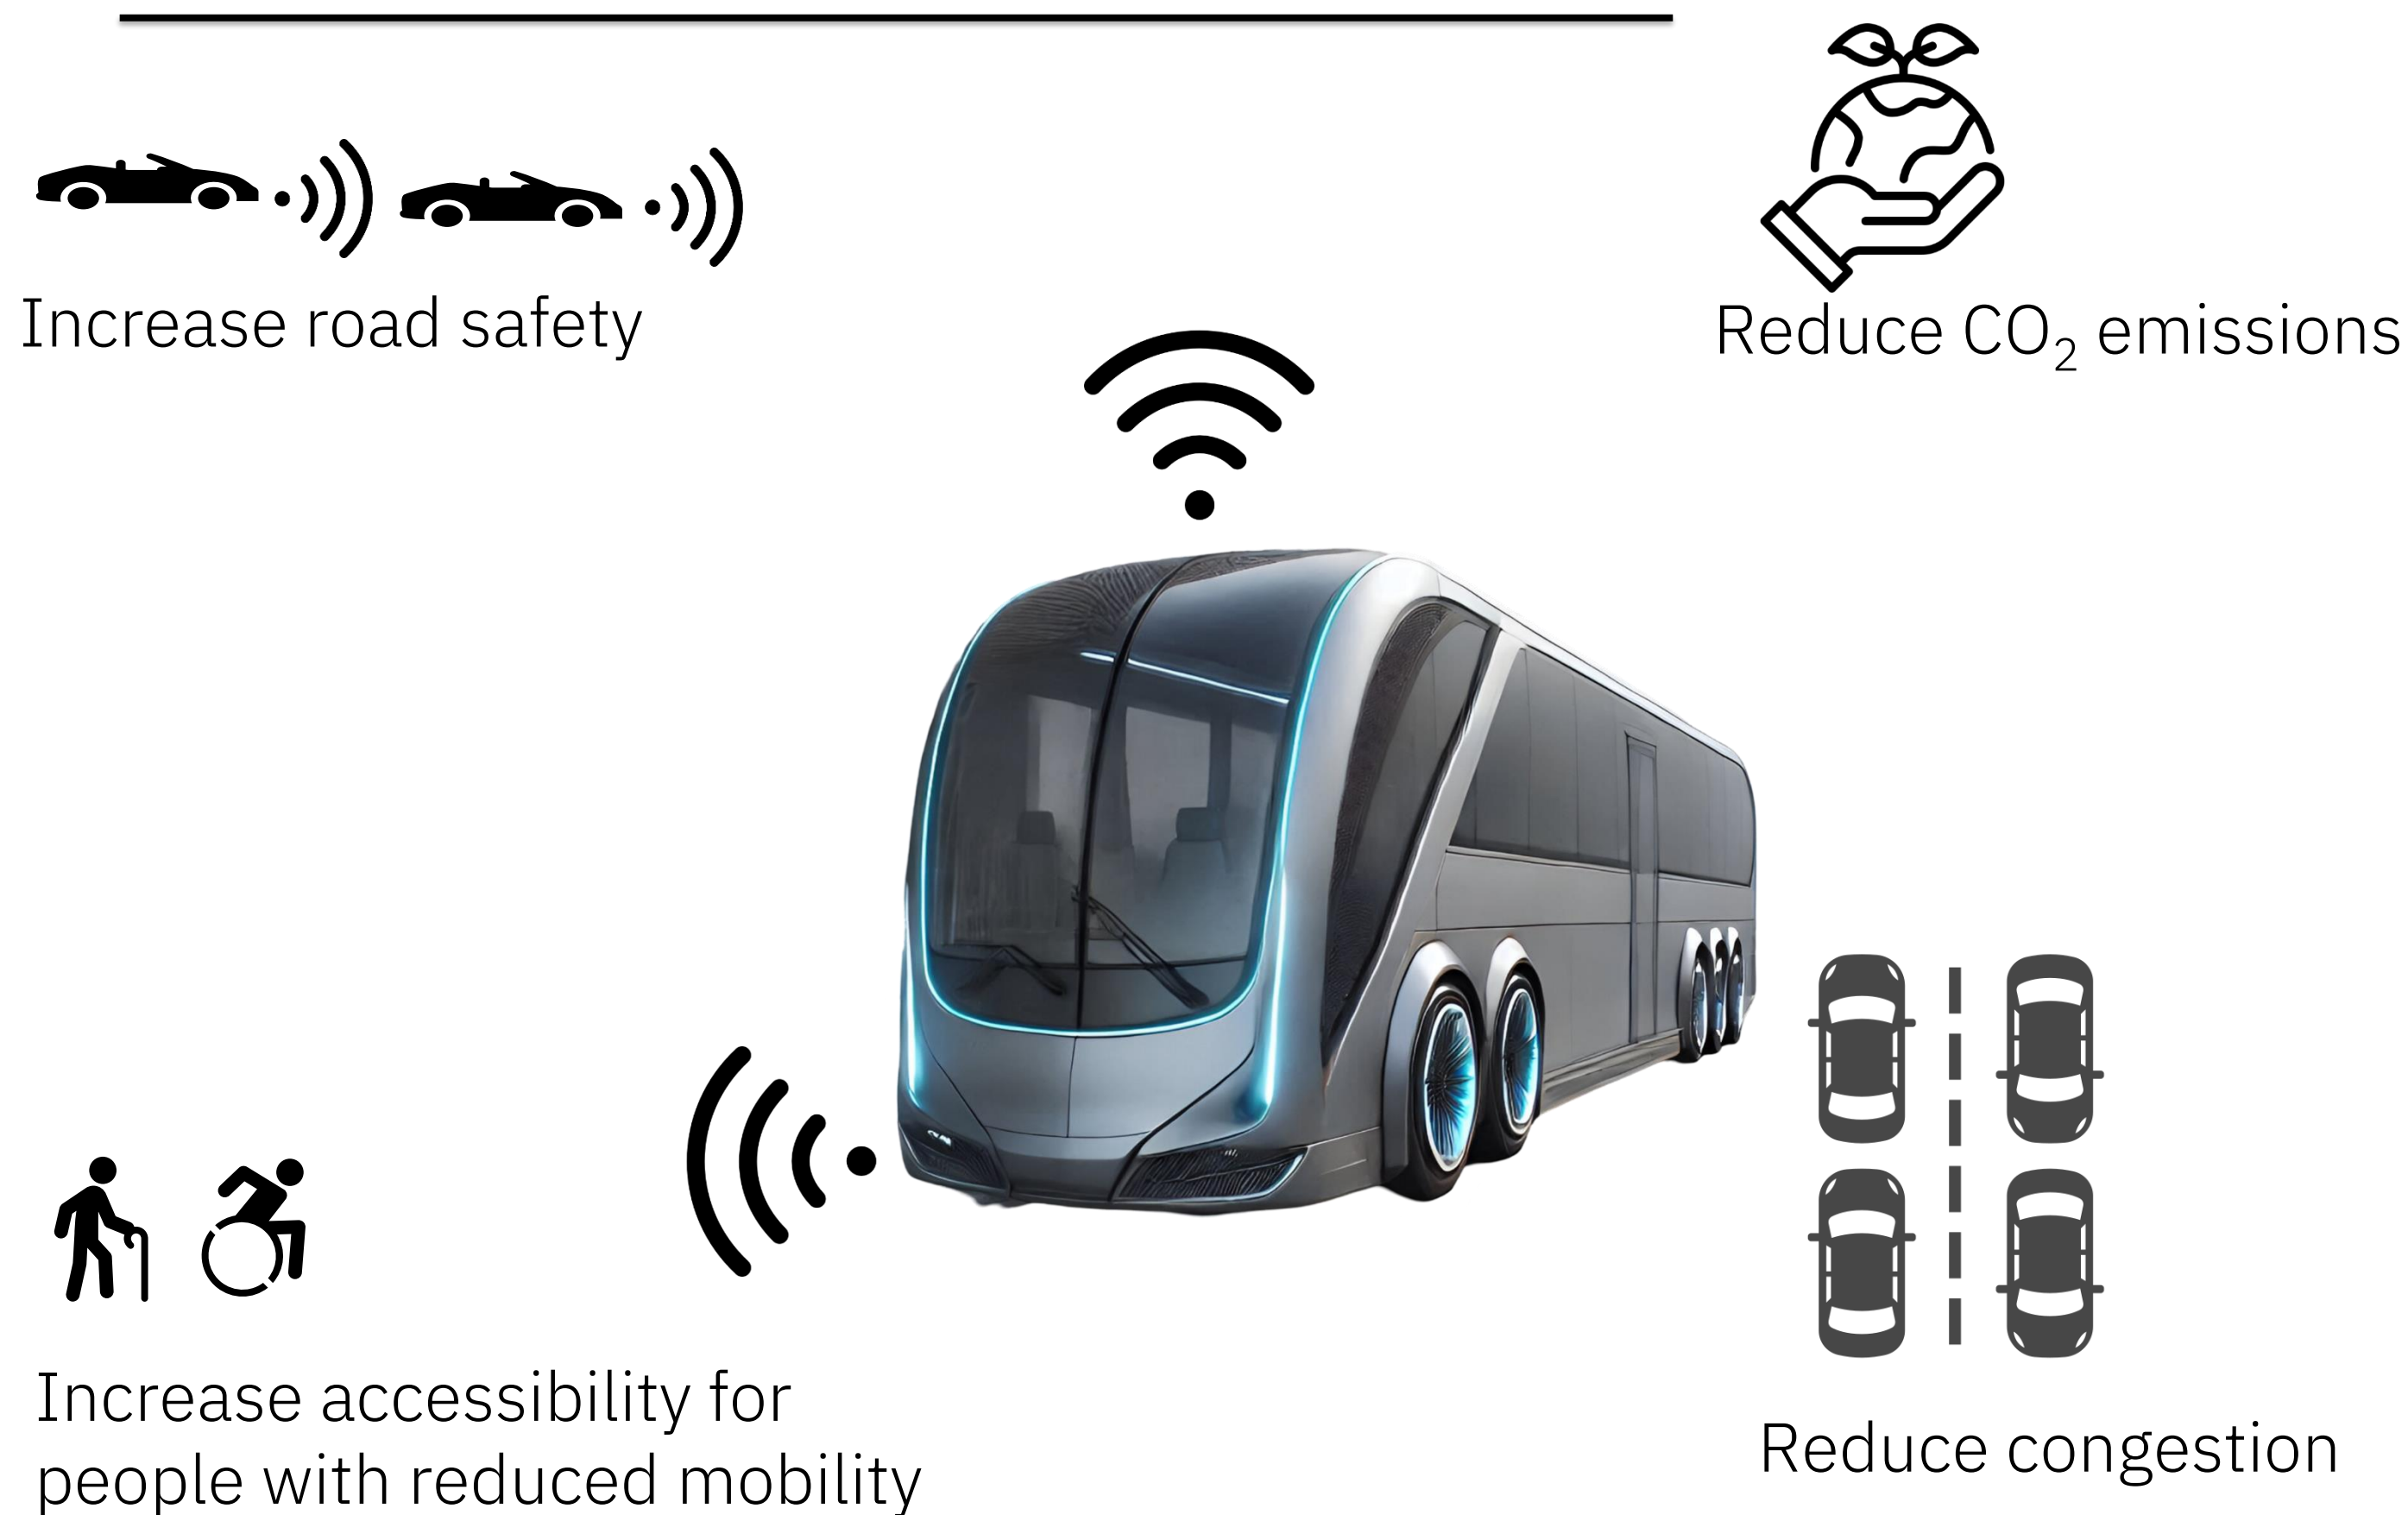 Increase road safety
Reduce CO₂ emissions
Increase accessibility for
people with reduced mobility
Reduce congestion